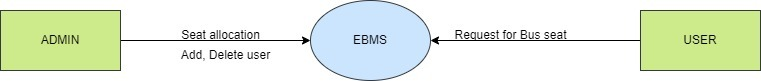 ADMIN
Seat allocation
Add, Delete user
EBMS
Request for Bus seat
USER